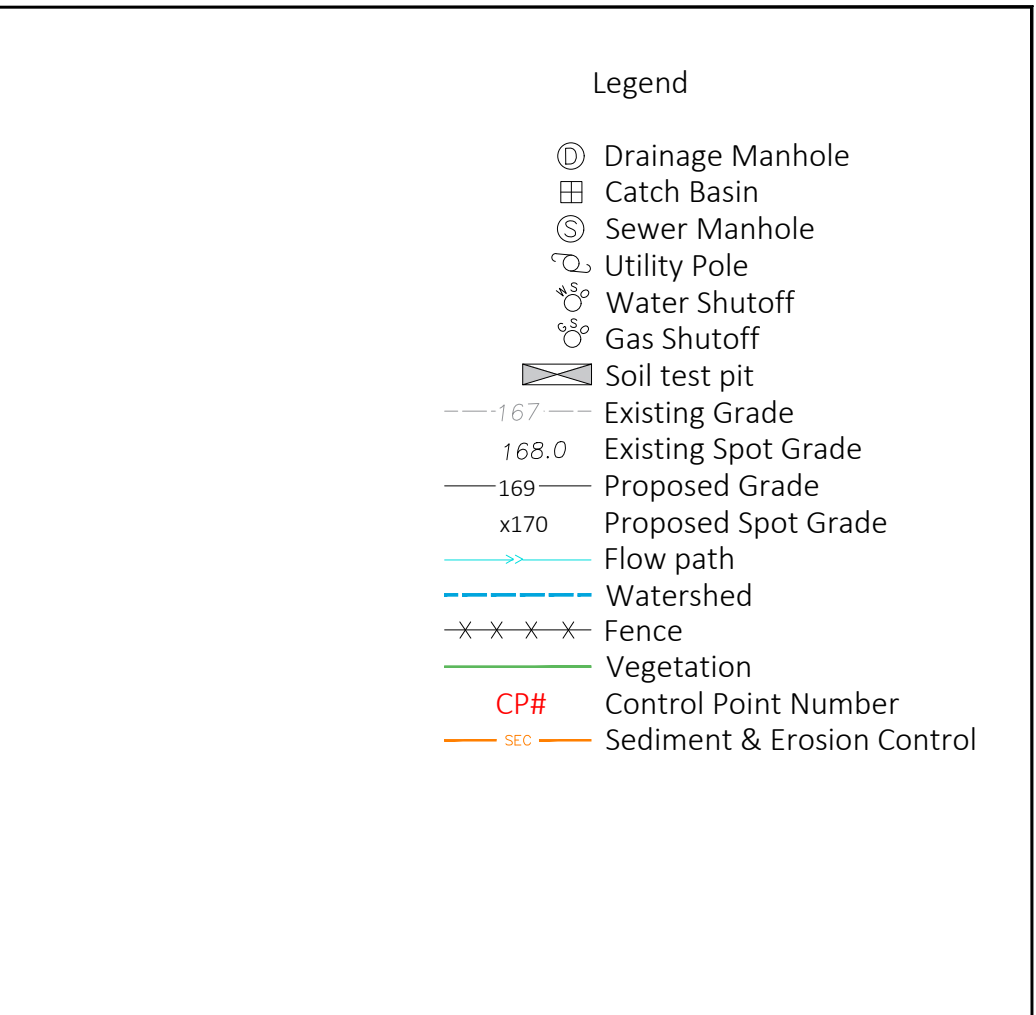 Legend
D Drainage Manhole
Catch Basin
S Sewer Manhole
Utility Pole
WSO Water Shutoff
GSO Gas Shutoff
Soil test pit
167 Existing Grade
168.0 Existing Spot Grade
169 Proposed Grade
x170 Proposed Spot Grade
>> Flow path
Watershed
X X X X Fence
Vegetation
CP# Control Point Number
SEC Sediment & Erosion Control